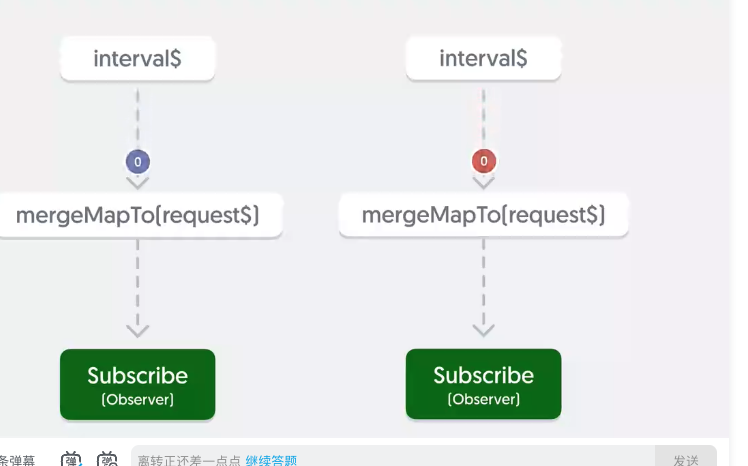 interval$ interval$
0 0
mergeMapTo(request$) mergeMapTo(request$)
Subscribe Subscribe
(Observer) (Observer)
条弹幕 弹 弹 离转正还差一点点 继续答题 发送